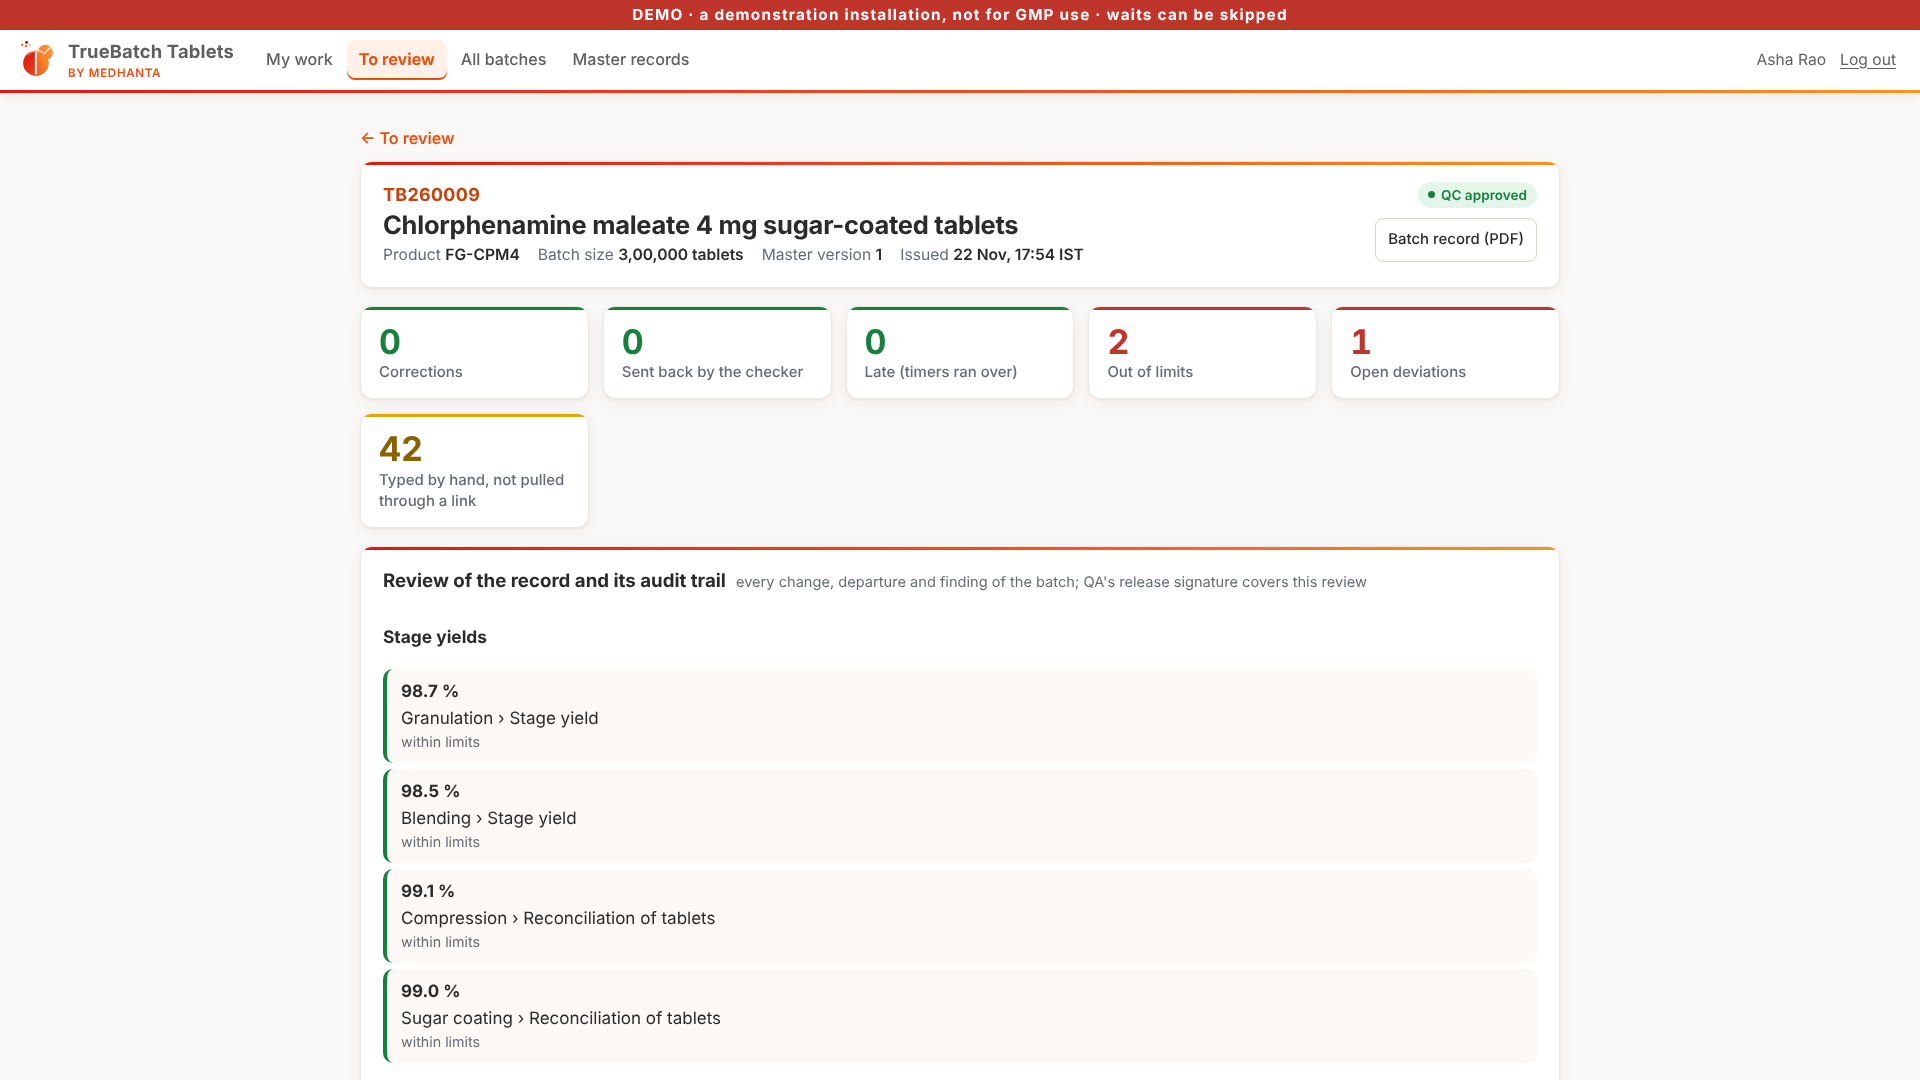 DEMO · a demonstration installation, not for GMP use · waits can be skipped
TrueBatch Tablets
BY MEDHANTA
My work
To review
All batches
Master records
Asha Rao
Log out
← To review
TB260009
QC approved
Chlorphenamine maleate 4 mg sugar-coated tablets
Batch record (PDF)
Product FG-CPM4 Batch size 3,00,000 tablets Master version 1 Issued 22 Nov, 17:54 IST
0
Corrections
0
Sent back by the checker
0
Late (timers ran over)
2
Out of limits
1
Open deviations
42
Typed by hand, not pulled
through a link
Review of the record and its audit trail every change, departure and finding of the batch; QA's release signature covers this review
Stage yields
98.7 %
Granulation › Stage yield
within limits
98.5 %
Blending › Stage yield
within limits
99.1 %
Compression › Reconciliation of tablets
within limits
99.0 %
Sugar coating › Reconciliation of tablets
within limits